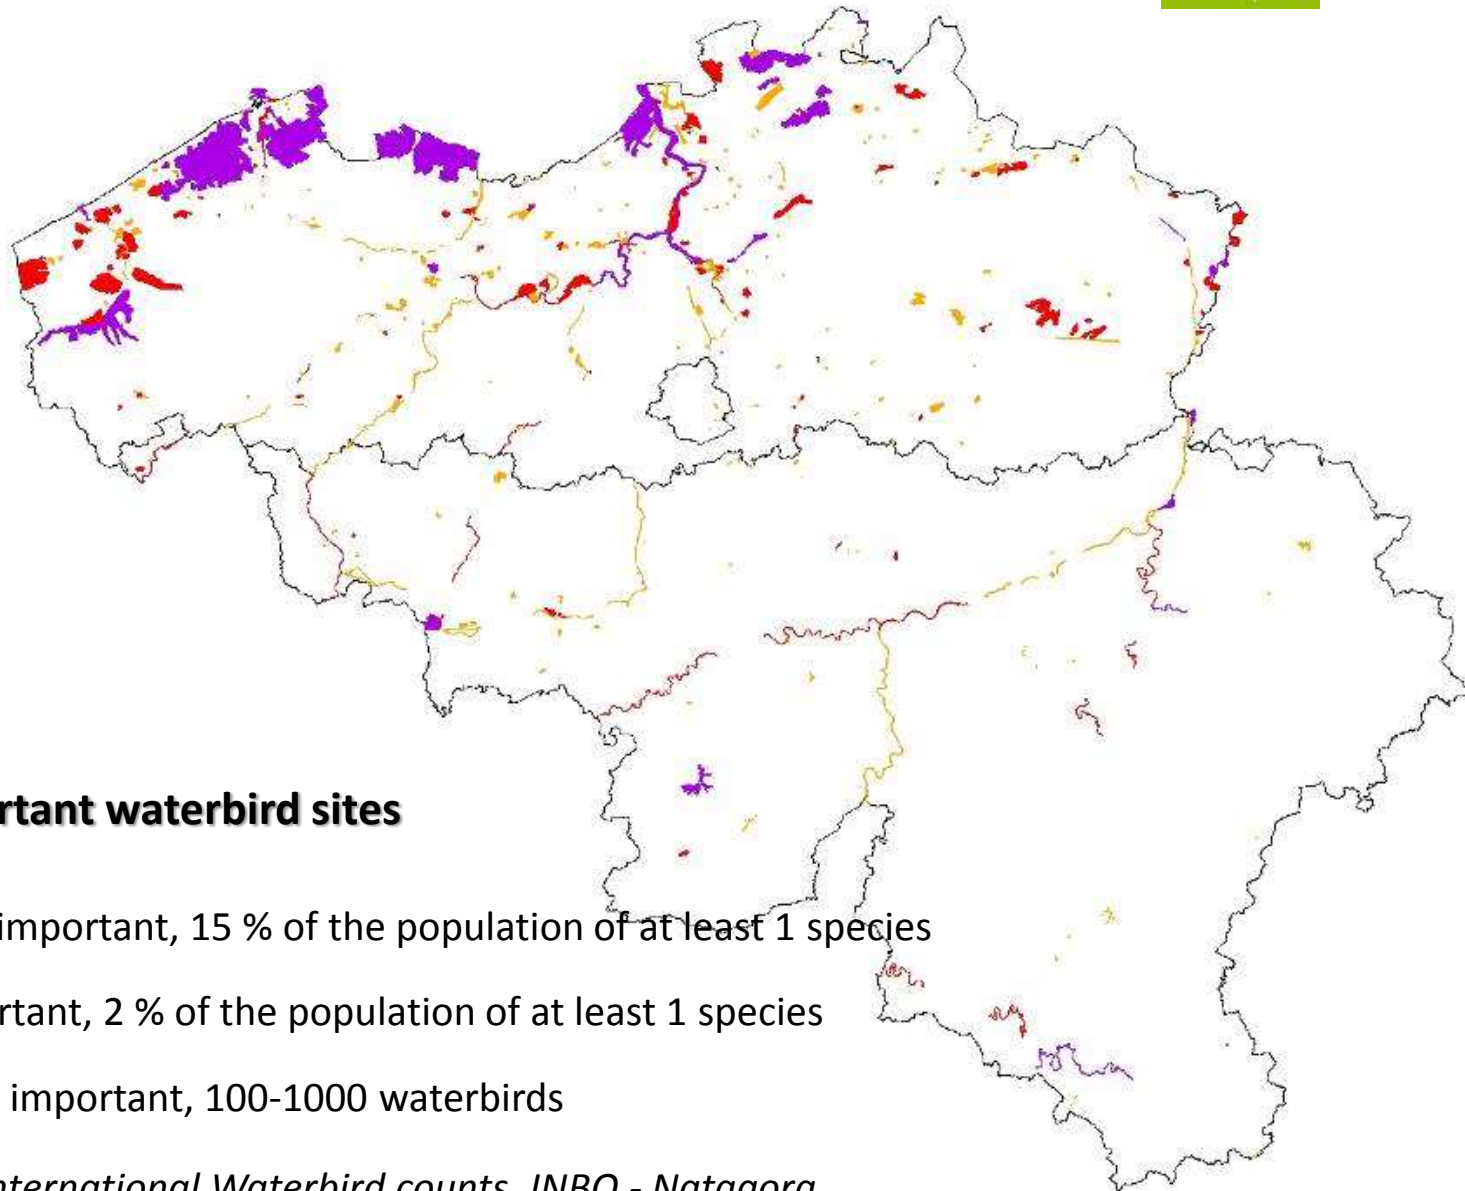 rtant waterbird sites
important, 15 % of the population of at least 1 species
rtant, 2 % of the population of at least 1 species
important, 100-1000 waterbirds
nternational Waterbird counts, INBO - Natagora